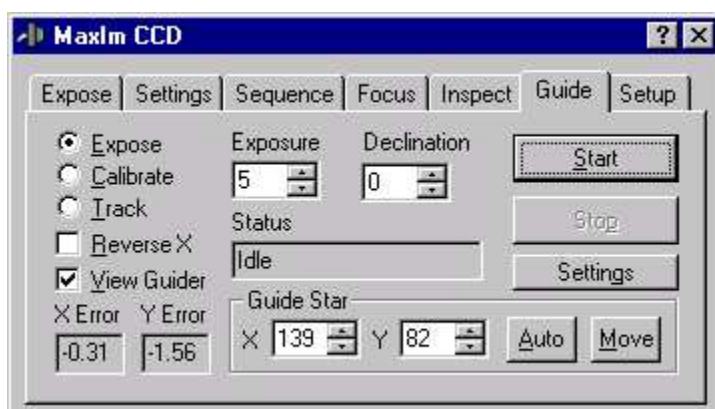 MaxIm CCD
Expose Settings Sequence Focus Inspect Guide Setup
Expose
Calibrate
Track
Reverse X
View Guider
X Error Y Error
-0.31 -1.56
Exposure Declination
5 0
Status
Idle
Guide Star
X 139 Y 82 Auto Move
Start
Stop
Settings